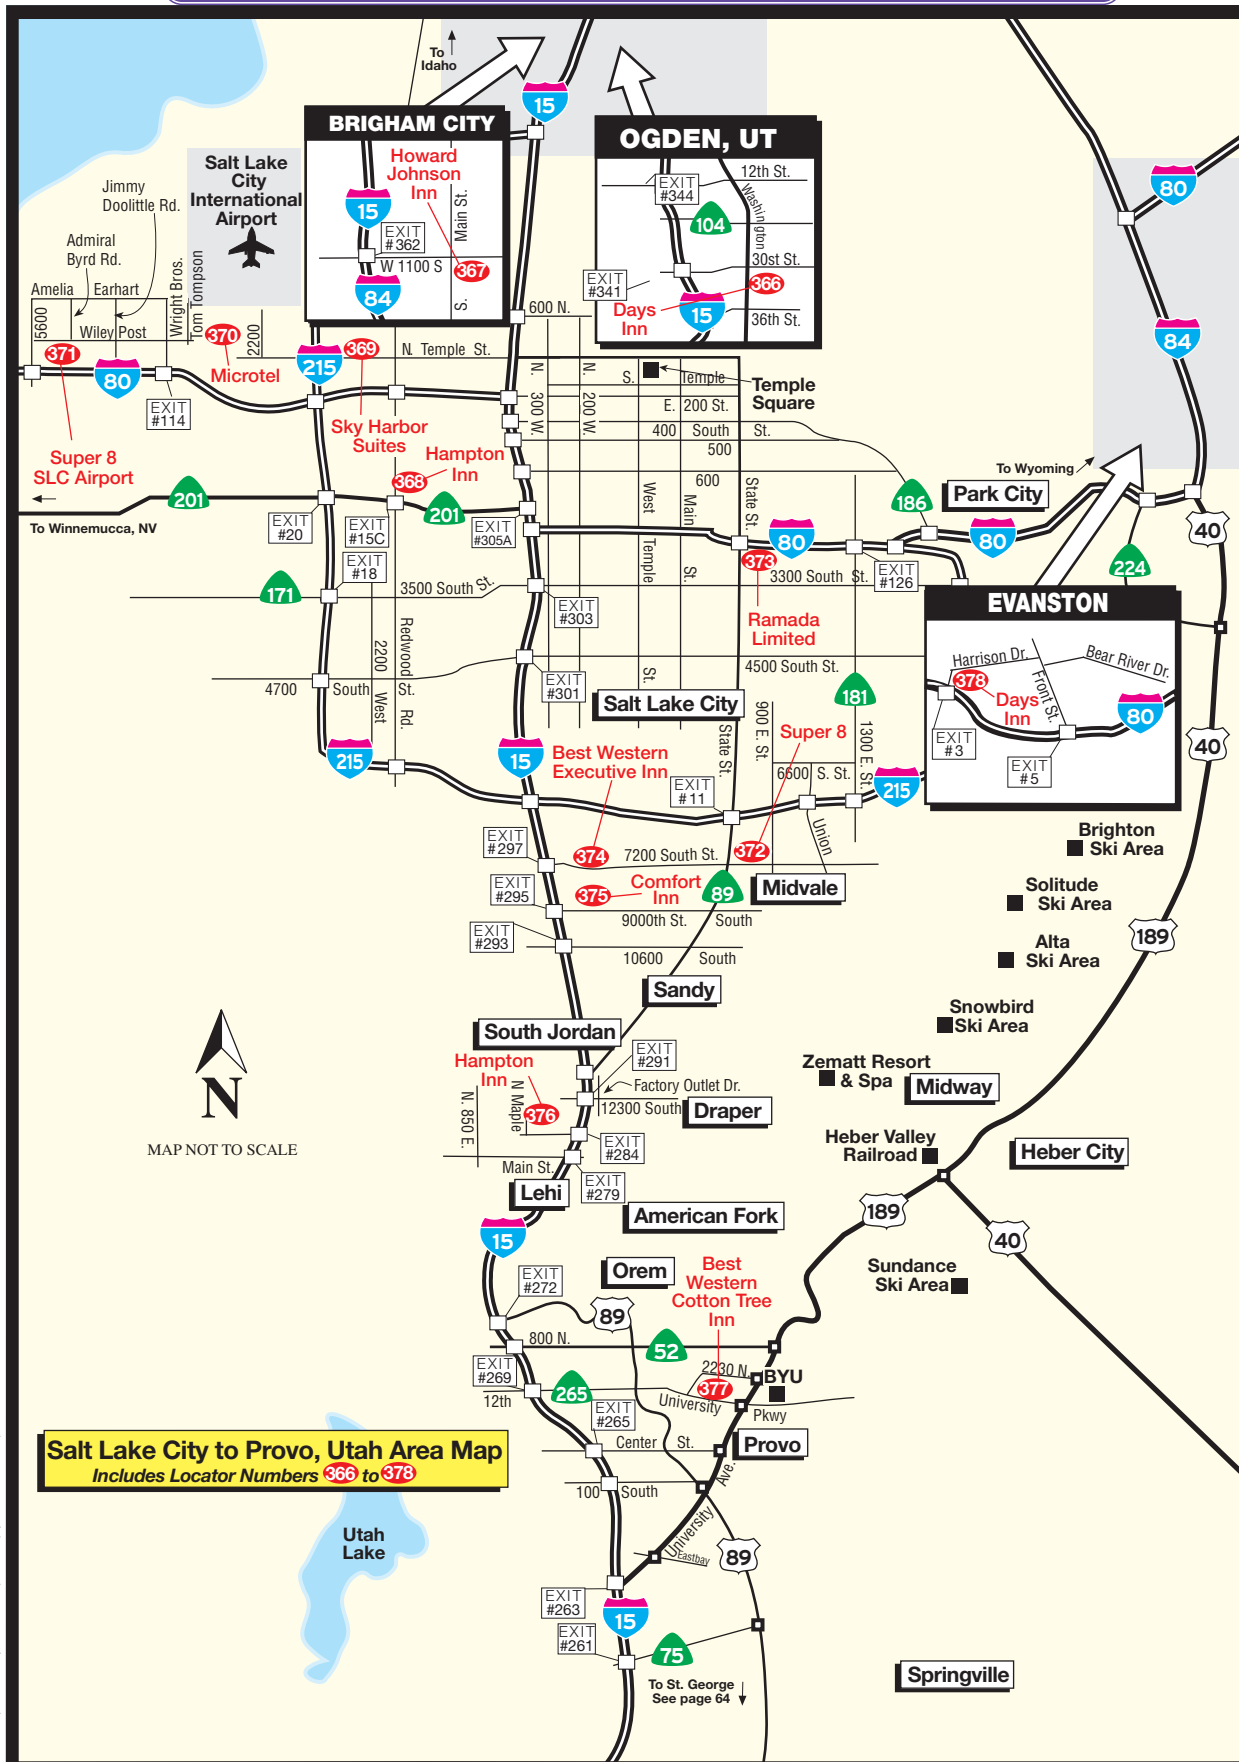 To
Idaho
15
BRIGHAM CITY
Howard
Johnson
Inn
15
Main St.
EXIT
#362
W 1100 S
367
84
S.
OGDEN, UT
12th St.
EXIT
#344
Washington
104
30st St.
EXIT
#341
366
Days
Inn
15
36th St.
80
84
Salt Lake
City
International
Airport
Jimmy
Doolittle Rd.
Admiral
Byrd Rd.
Amelia
Earhart
Wright Bros.
Tom Tompson
5600
Wiley Post
2200
370
Microtel
371
80
EXIT
#114
Super 8
SLC Airport
215
369
N. Temple St.
Sky Harbor
Suites
Hampton
Inn
368
600 N.
N. 300 W.
N. 200 W.
S. Temple
Temple
Square
E. 200 St.
400 South St.
500
600
201
201
To Winnemucca, NV
EXIT
#20
EXIT
#15C
EXIT
#305A
West
Temple
St.
Main
St.
State St.
To Wyoming
Park City
186
80
80
40
224
373
EXIT
#126
3300 South St.
Ramada
Limited
EXIT
#18
171
3500 South St.
EXIT
#303
Redwood
Rd.
2200
West
4500 South St.
4700 South St.
EXIT
#301
181
Salt Lake City
EVANSTON
Harrison Dr.
Bear River Dr.
Front St.
378
Days
Inn
80
EXIT
#3
EXIT
#5
40
215
15
Best Western
Executive Inn
State St.
900 E. St.
Super 8
1300 E. St.
6600 S. St.
215
EXIT
#11
Union
EXIT
#297
374
7200 South St.
372
EXIT
#295
375
Comfort
Inn
89
Midvale
9000th St. South
EXIT
#293
10600 South
Sandy
Brighton
Ski Area
Solitude
Ski Area
Alta
Ski Area
189
Snowbird
Ski Area
Zematt Resort
& Spa
Midway
Heber Valley
Railroad
Heber City
N
MAP NOT TO SCALE
South Jordan
Hampton
Inn
EXIT
#291
Factory Outlet Dr.
12300 South
Draper
N. 850 E.
N Maple
376
EXIT
#284
Main St.
EXIT
#279
Lehi
American Fork
189
40
15
Sundance
Ski Area
EXIT
#272
Orem
89
Best
Western
Cotton Tree
Inn
800 N.
52
EXIT
#269
2230 N.
BYU
377
265
12th
University
Pkwy
EXIT
#265
Center St.
Provo
Salt Lake City to Provo, Utah Area Map
Includes Locator Numbers 366 to 378
100 South
University
Ave.
Utah
Lake
Eastbay
89
EXIT
#263
15
EXIT
#261
75
To St. George
See page 64
Springville